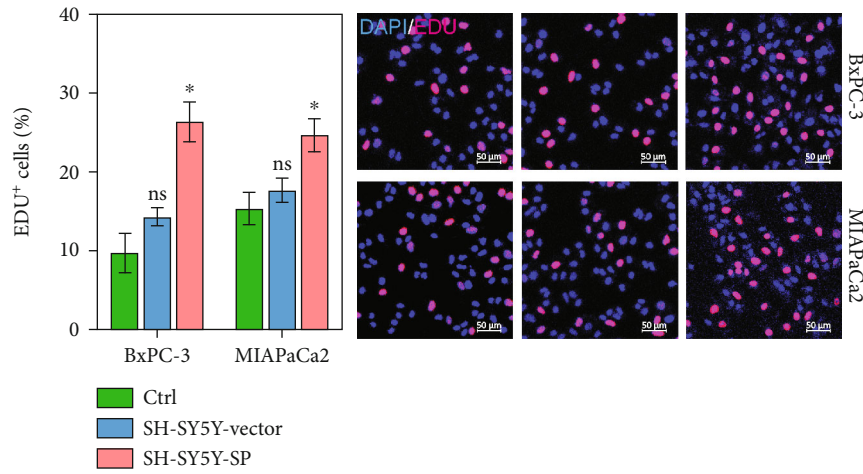 40
30
20
10
0
EDU+ cells (%)
ns
*
ns
*
BxPC-3
MIAPaCa2
Ctrl
SH-SY5Y-vector
SH-SY5Y-SP
DAPI/EDU
50 µm
50 µm
50 µm
BxPC-3
50 µm
50 µm
50 µm
MIAPaCa2